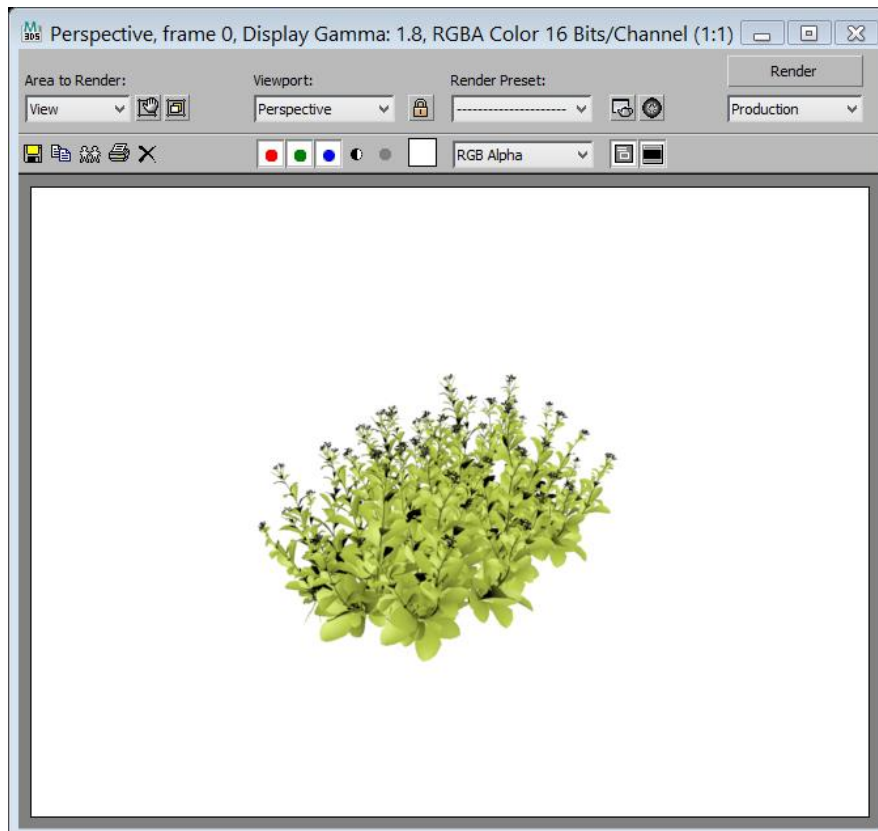 M
3DS
Perspective, frame 0, Display Gamma: 1.8, RGBA Color 16 Bits/Channel (1:1)
Area to Render:
Viewport:
Render Preset:
Render
View
Perspective
--------------------
Production
RGB Alpha